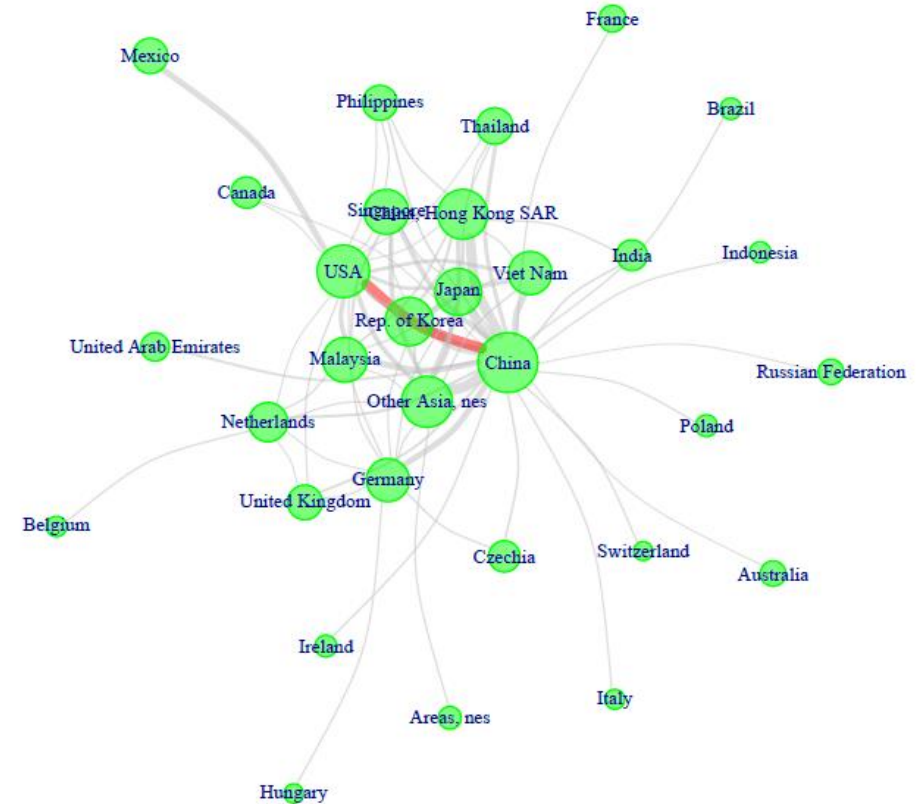 France
Mexico
Philippines
Brazil
Thailand
Canada
Singapore
China, Hong Kong SAR
India
Indonesia
USA
Viet Nam
Japan
Rep. of Korea
United Arab Emirates
Malaysia
China
Russian Federation
Other Asia, nes
Netherlands
Poland
Germany
United Kingdom
Belgium
Czechia
Switzerland
Australia
Ireland
Italy
Areas, nes
Hungary